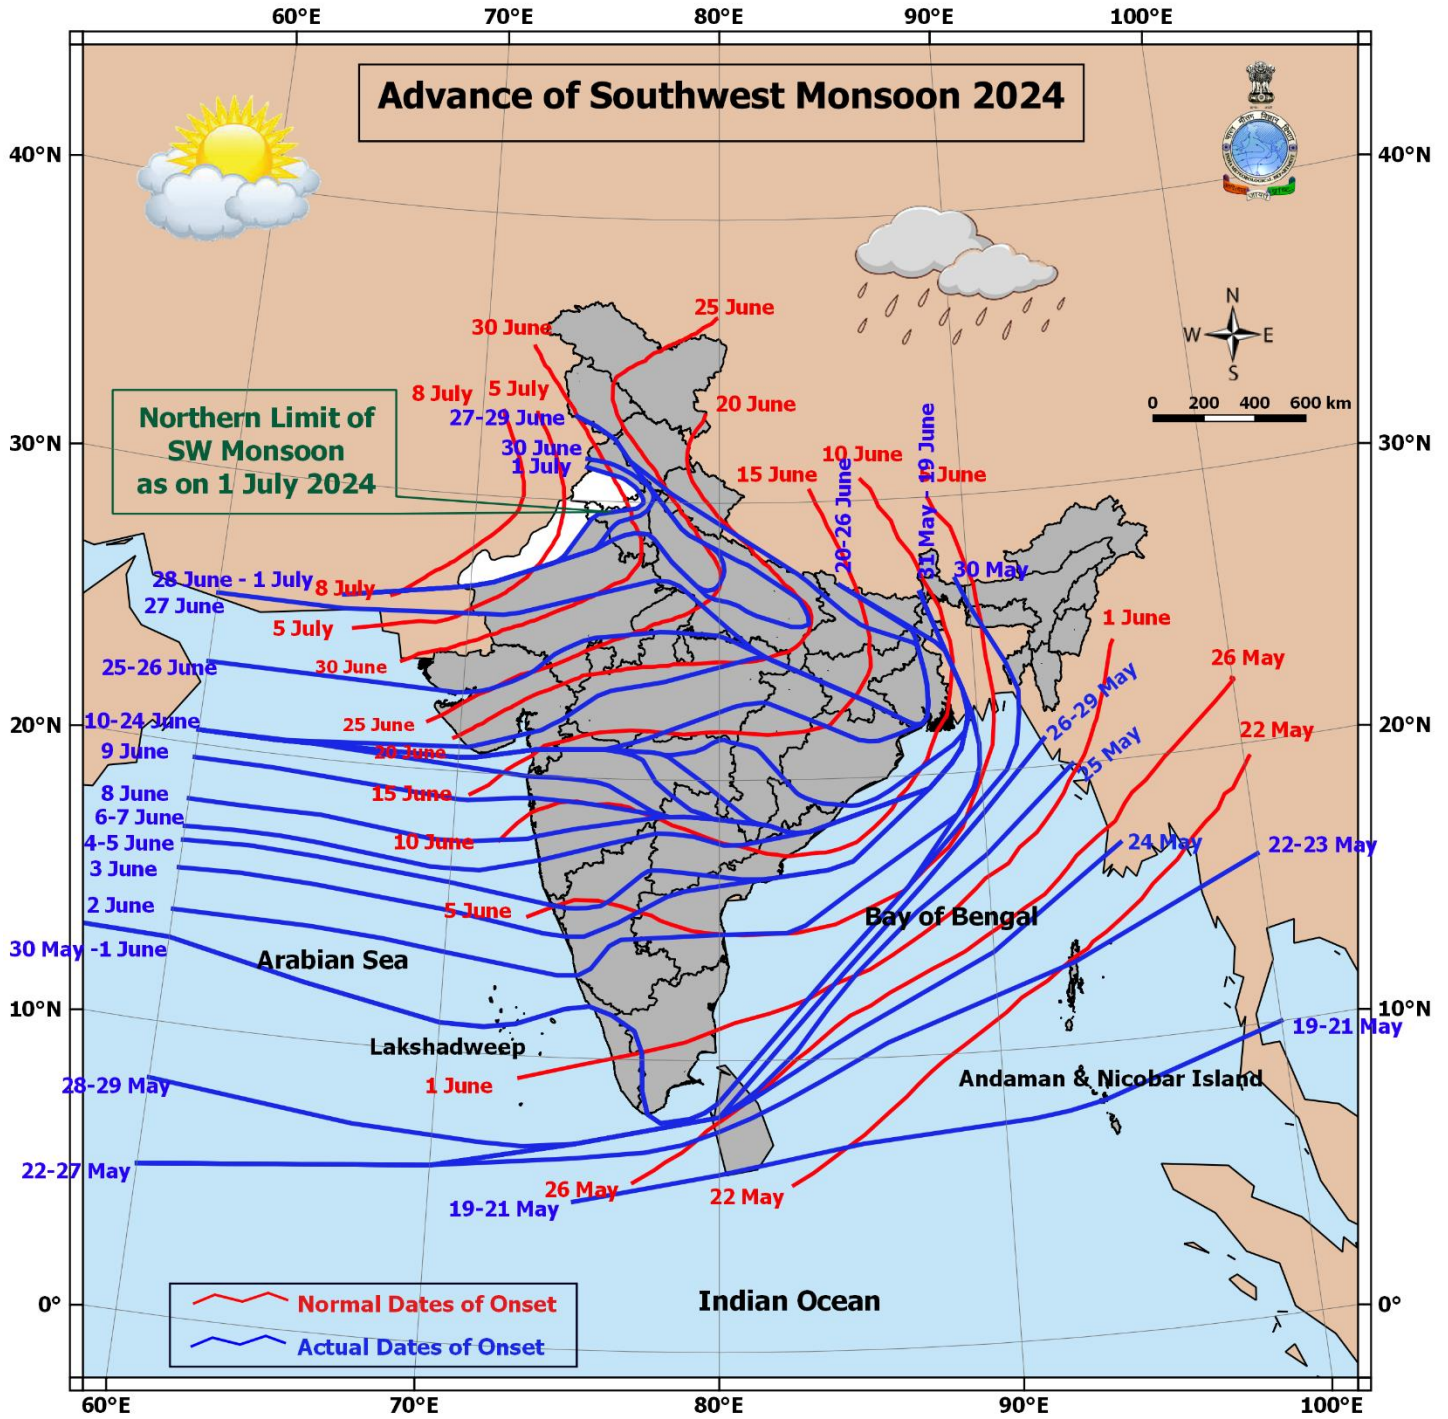 60°E 70°E 80°E 90°E 100°E
Advance of Southwest Monsoon 2024
40°N 40°N
N
W E
S
0 200 400 600 km
25 June
30 June
8 July 5 July
20 June
27-29 June
Northern Limit of
SW Monsoon
as on 1 July 2024
30°N 30°N
30 June
1 July
10 June
15 June
20-26 June
31 May - 19 June
5 June
30 May
28 June - 1 July
8 July
27 June
5 July
1 June
26 May
30 June
25-26 June
26-29 May
25 May
22 May
10-24 June
25 June
20°N 20°N
9 June
20 June
8 June
15 June
6-7 June
4-5 June
10 June
24 May
22-23 May
3 June
2 June
5 June
Bay of Bengal
30 May -1 June
Arabian Sea
10°N 10°N
19-21 May
Lakshadweep
28-29 May
1 June
Andaman & Nicobar Island
22-27 May
26 May
22 May
19-21 May
Indian Ocean
0° 0°
Normal Dates of Onset
Actual Dates of Onset
60°E 70°E 80°E 90°E 100°E